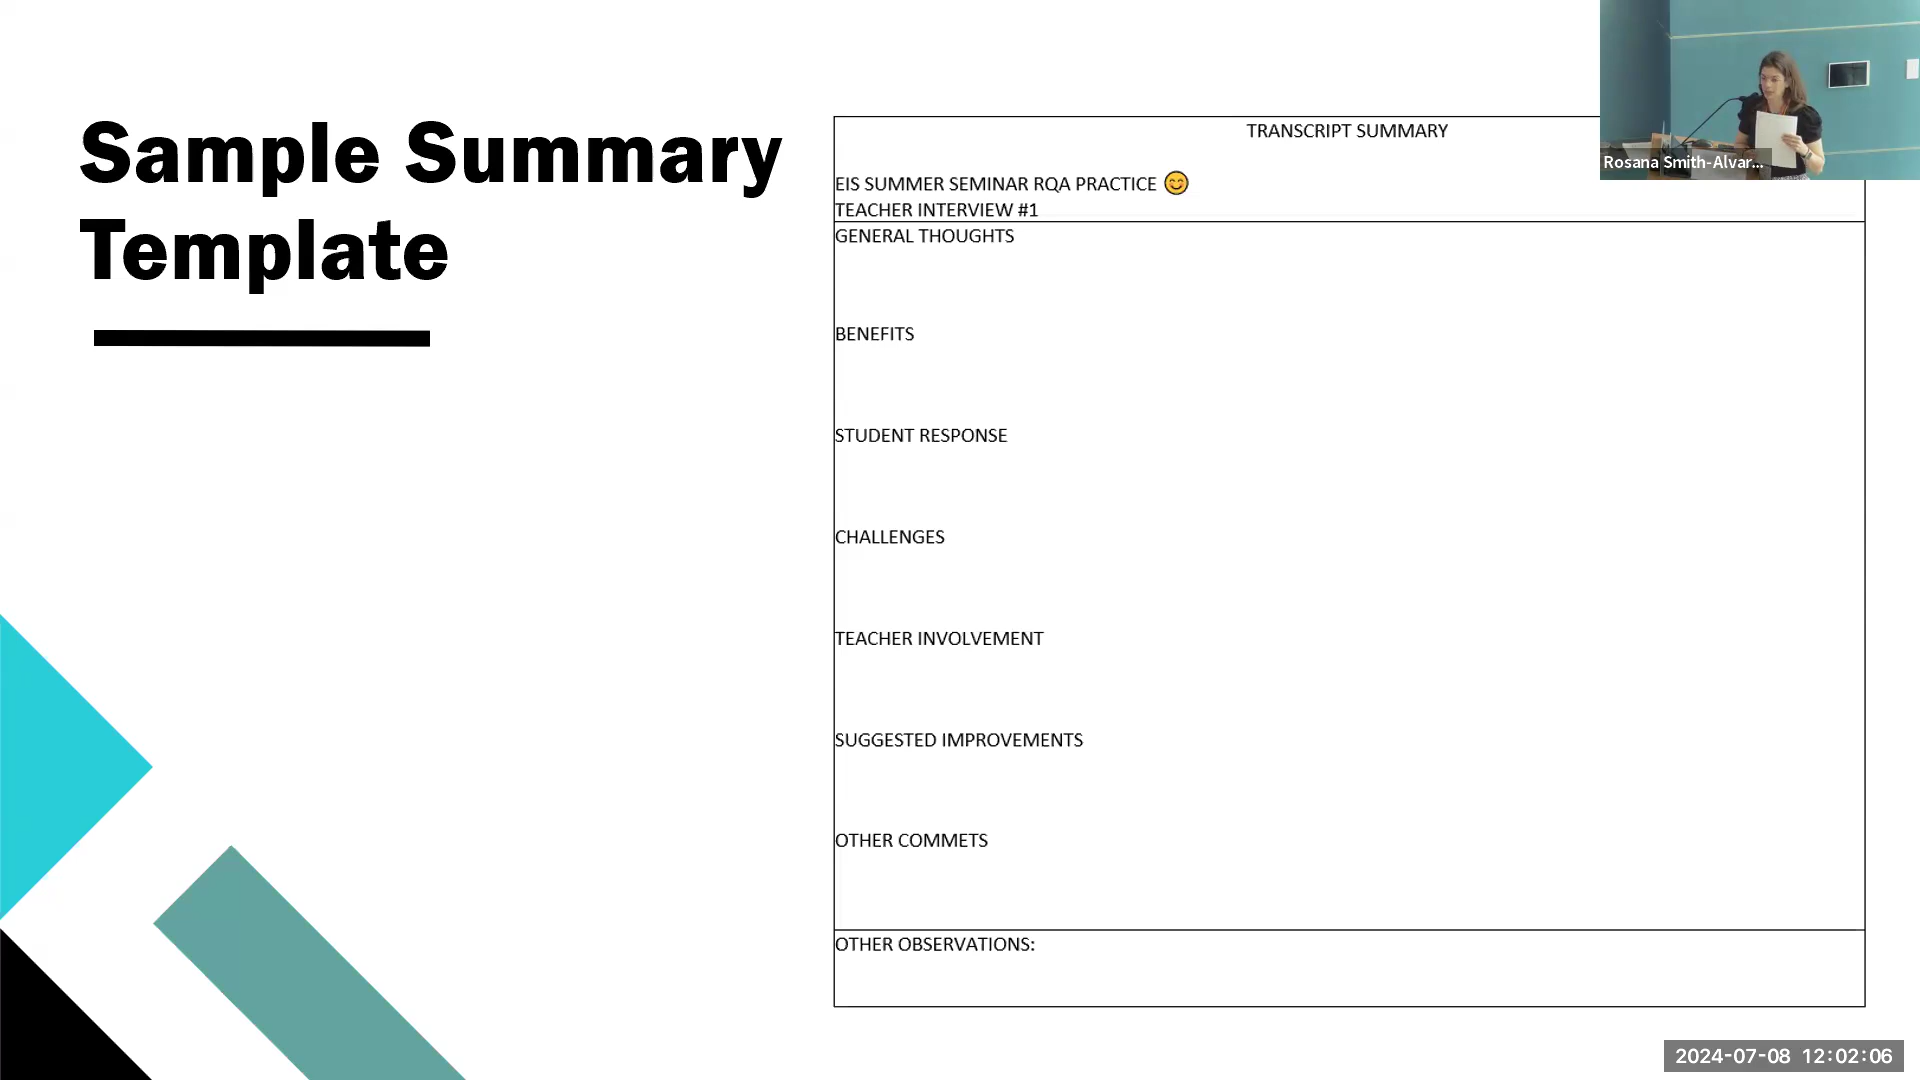 Sample Summary
Template
TRANSCRIPT SUMMARY
EIS SUMMER SEMINAR RQA PRACTICE 😊
TEACHER INTERVIEW #1
GENERAL THOUGHTS
BENEFITS
STUDENT RESPONSE
CHALLENGES
TEACHER INVOLVEMENT
SUGGESTED IMPROVEMENTS
OTHER COMMETS
OTHER OBSERVATIONS:
Rosana Smith-Alvar...
2024-07-08 12:02:06